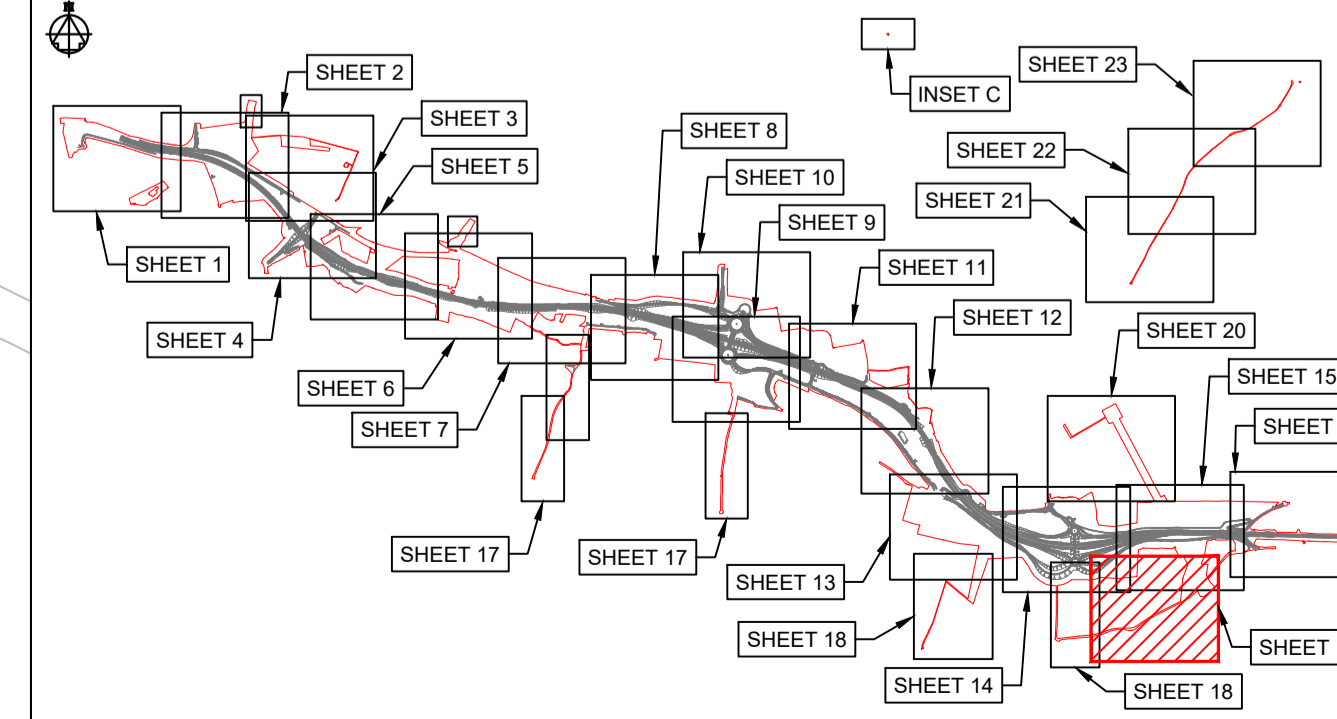 SHEET 2
INSET C
SHEET 23
SHEET 3
SHEET 8
SHEET 22
SHEET 5
SHEET 10
SHEET 21
SHEET 9
SHEET 1
SHEET 11
SHEET 12
SHEET 4
SHEET 20
SHEET 6
SHEET 15
SHEET 7
SHEET
SHEET 17
SHEET 17
SHEET 13
SHEET 18
SHEET
SHEET 14
SHEET 18